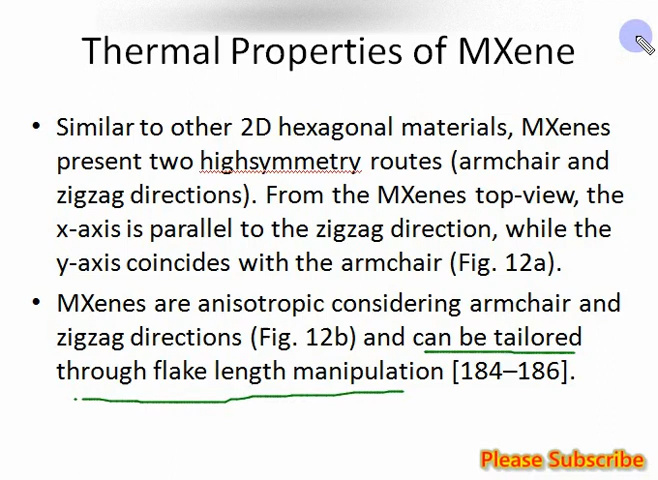 Thermal Properties of MXene
• Similar to other 2D hexagonal materials, MXenes
present two highsymmetry routes (armchair and
zigzag directions). From the MXenes top-view, the
x-axis is parallel to the zigzag direction, while the
y-axis coincides with the armchair (Fig. 12a).
• MXenes are anisotropic considering armchair and
zigzag directions (Fig. 12b) and can be tailored
through flake length manipulation [184–186].
Please Subscribe